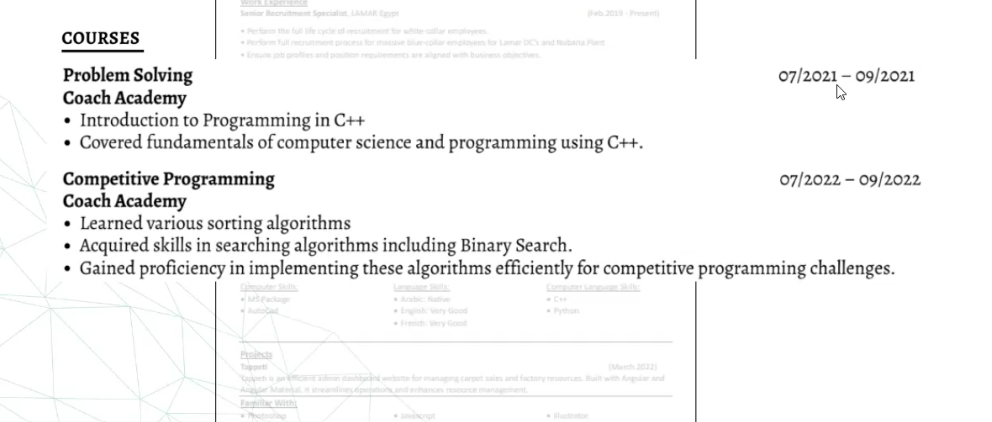 Work Experience
Senior Recruitment Specialist, LAMAR Egypt (Feb 2019 - Present)
• Perform the full life cycle of recruitment for white-collar employees.
• Perform full recruitment process for massive blue-collar employees for Lamar DC's and Nubaria Plant
• Ensure job profiles and position requirements are aligned with business objectives.
COURSES
Problem Solving 07/2021 – 09/2021
Coach Academy
• Introduction to Programming in C++
• Covered fundamentals of computer science and programming using C++.
Competitive Programming 07/2022 – 09/2022
Coach Academy
• Learned various sorting algorithms
• Acquired skills in searching algorithms including Binary Search.
• Gained proficiency in implementing these algorithms efficiently for competitive programming challenges.
Computer Skills: Language Skills: Computer Language Skills:
• MS Package • Arabic: Native • C++
• AutoCad • English: Very Good • Python
• French: Very Good
Projects
Tappeti (March 2022)
Tappeti is an efficient admin dashboard website for managing carpet sales and factory resources. Built with Angular and
Angular Material, it streamlines operations and enhances resource management.
Familiar With:
• Photoshop • Javascript • Illustrator